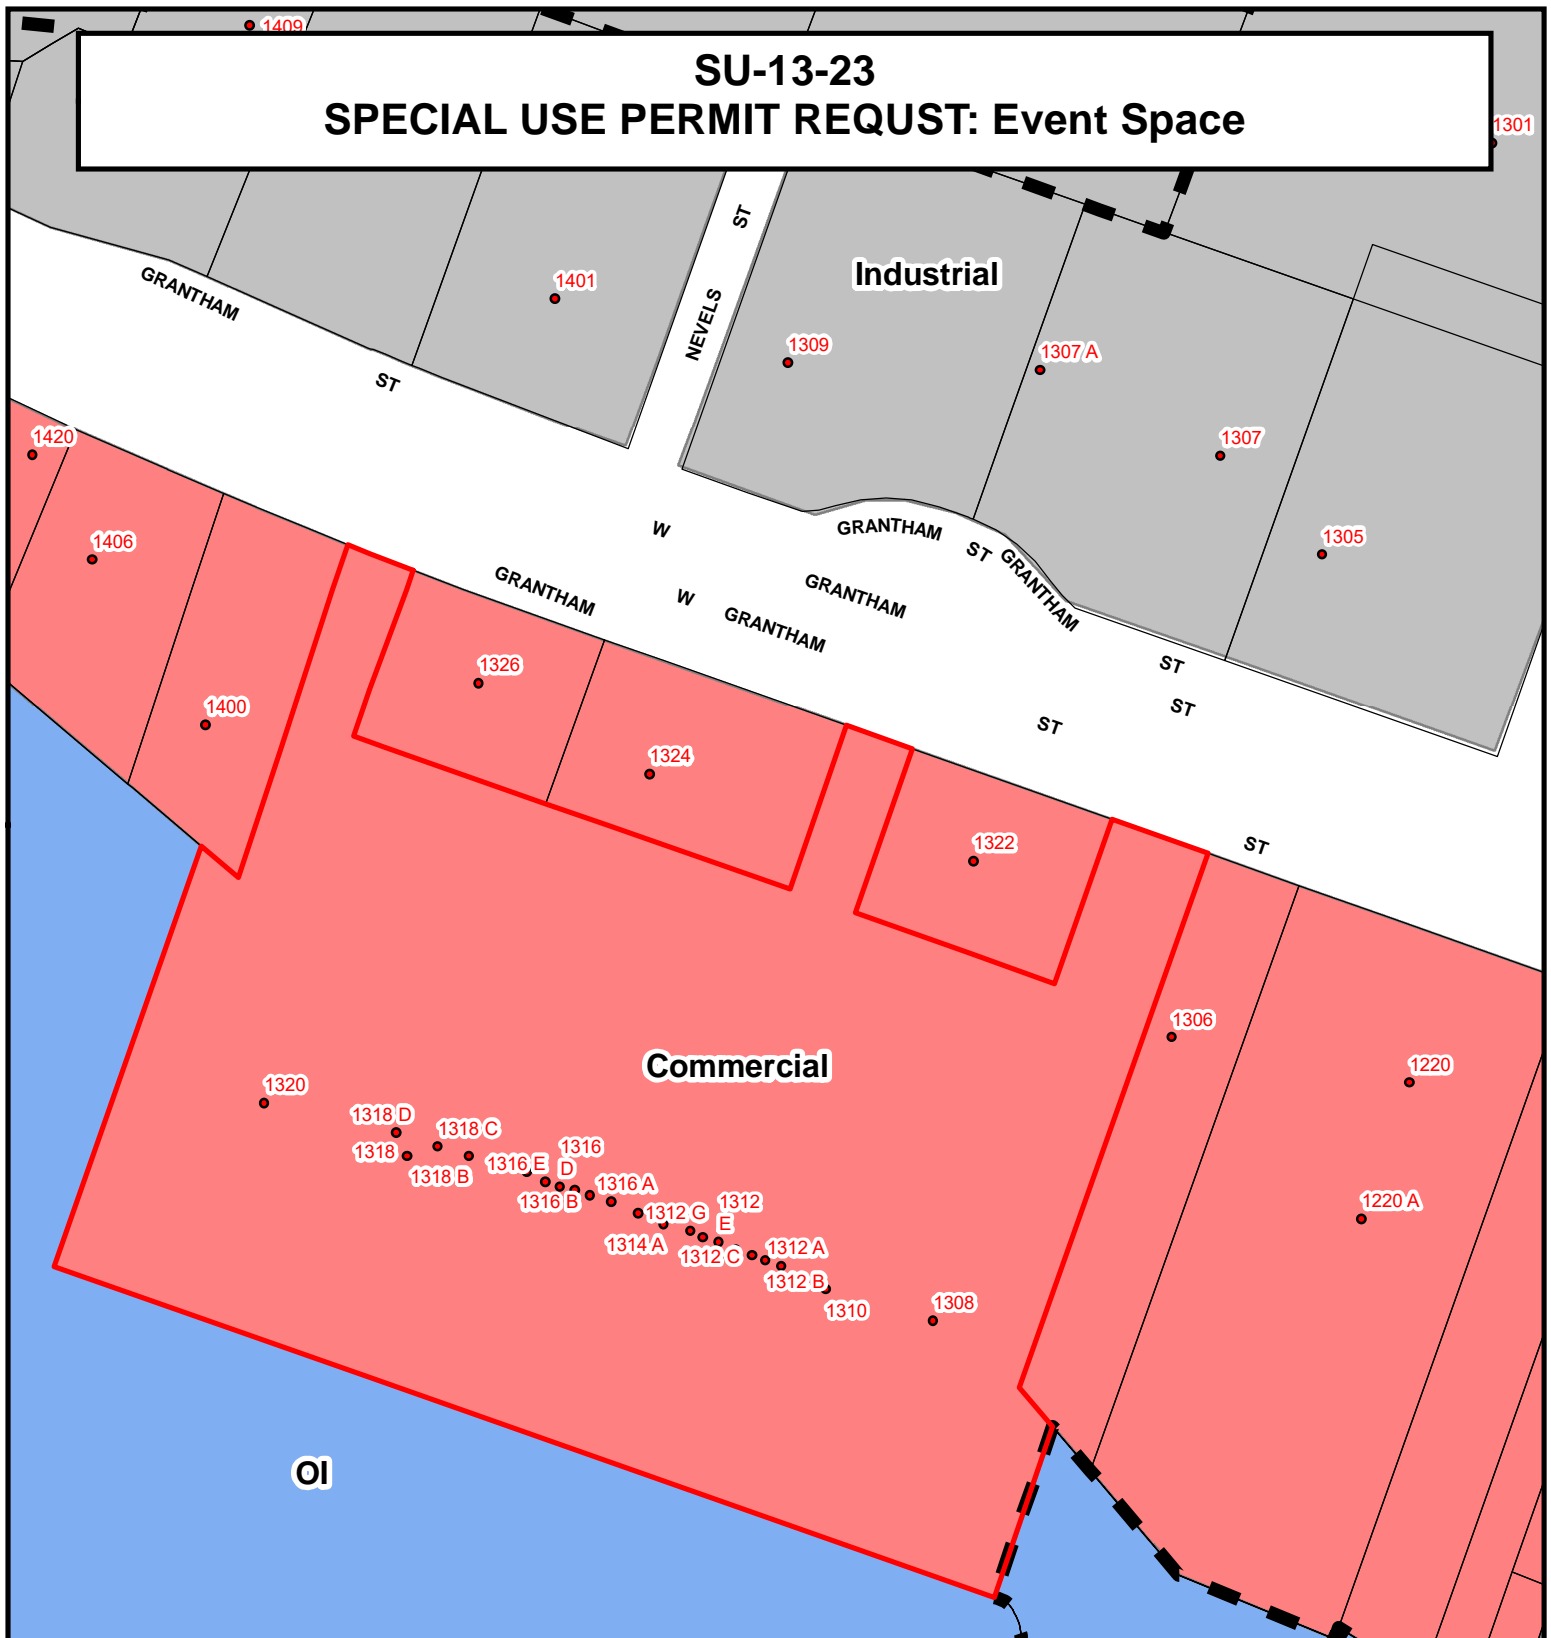 1409
SU-13-23
SPECIAL USE PERMIT REQUST: Event Space
1301
GRANTHAM
ST
NEVELS
ST
Industrial
1401
1309
1307 A
1307
1305
1420
1406
1400
W
GRANTHAM
ST
GRANTHAM
GRANTHAM
W
GRANTHAM
GRANTHAM
ST
ST
ST
ST
1326
1324
1322
1306
1220
1220 A
Commercial
1320
1318 D
1318
1318 C
1318 B
1316 E
1316
D
1316 B
1316 A
1312 G
1314 A
1312
E
1312 C
1312 A
1312 B
1310
1308
OI